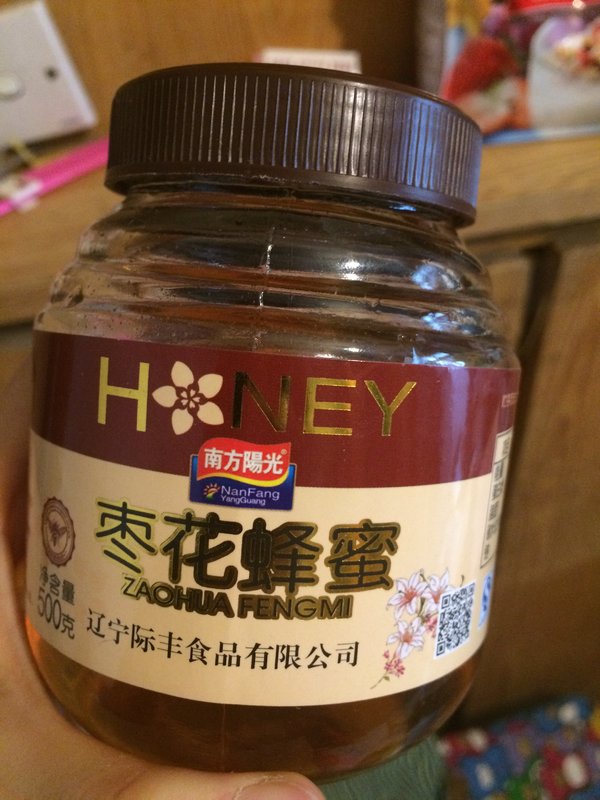 HONEY
南方陽光®
NanFang
YangGuang
枣花蜂蜜
ZAOHUA FENGMI
净含量
500克
辽宁际丰食品有限公司